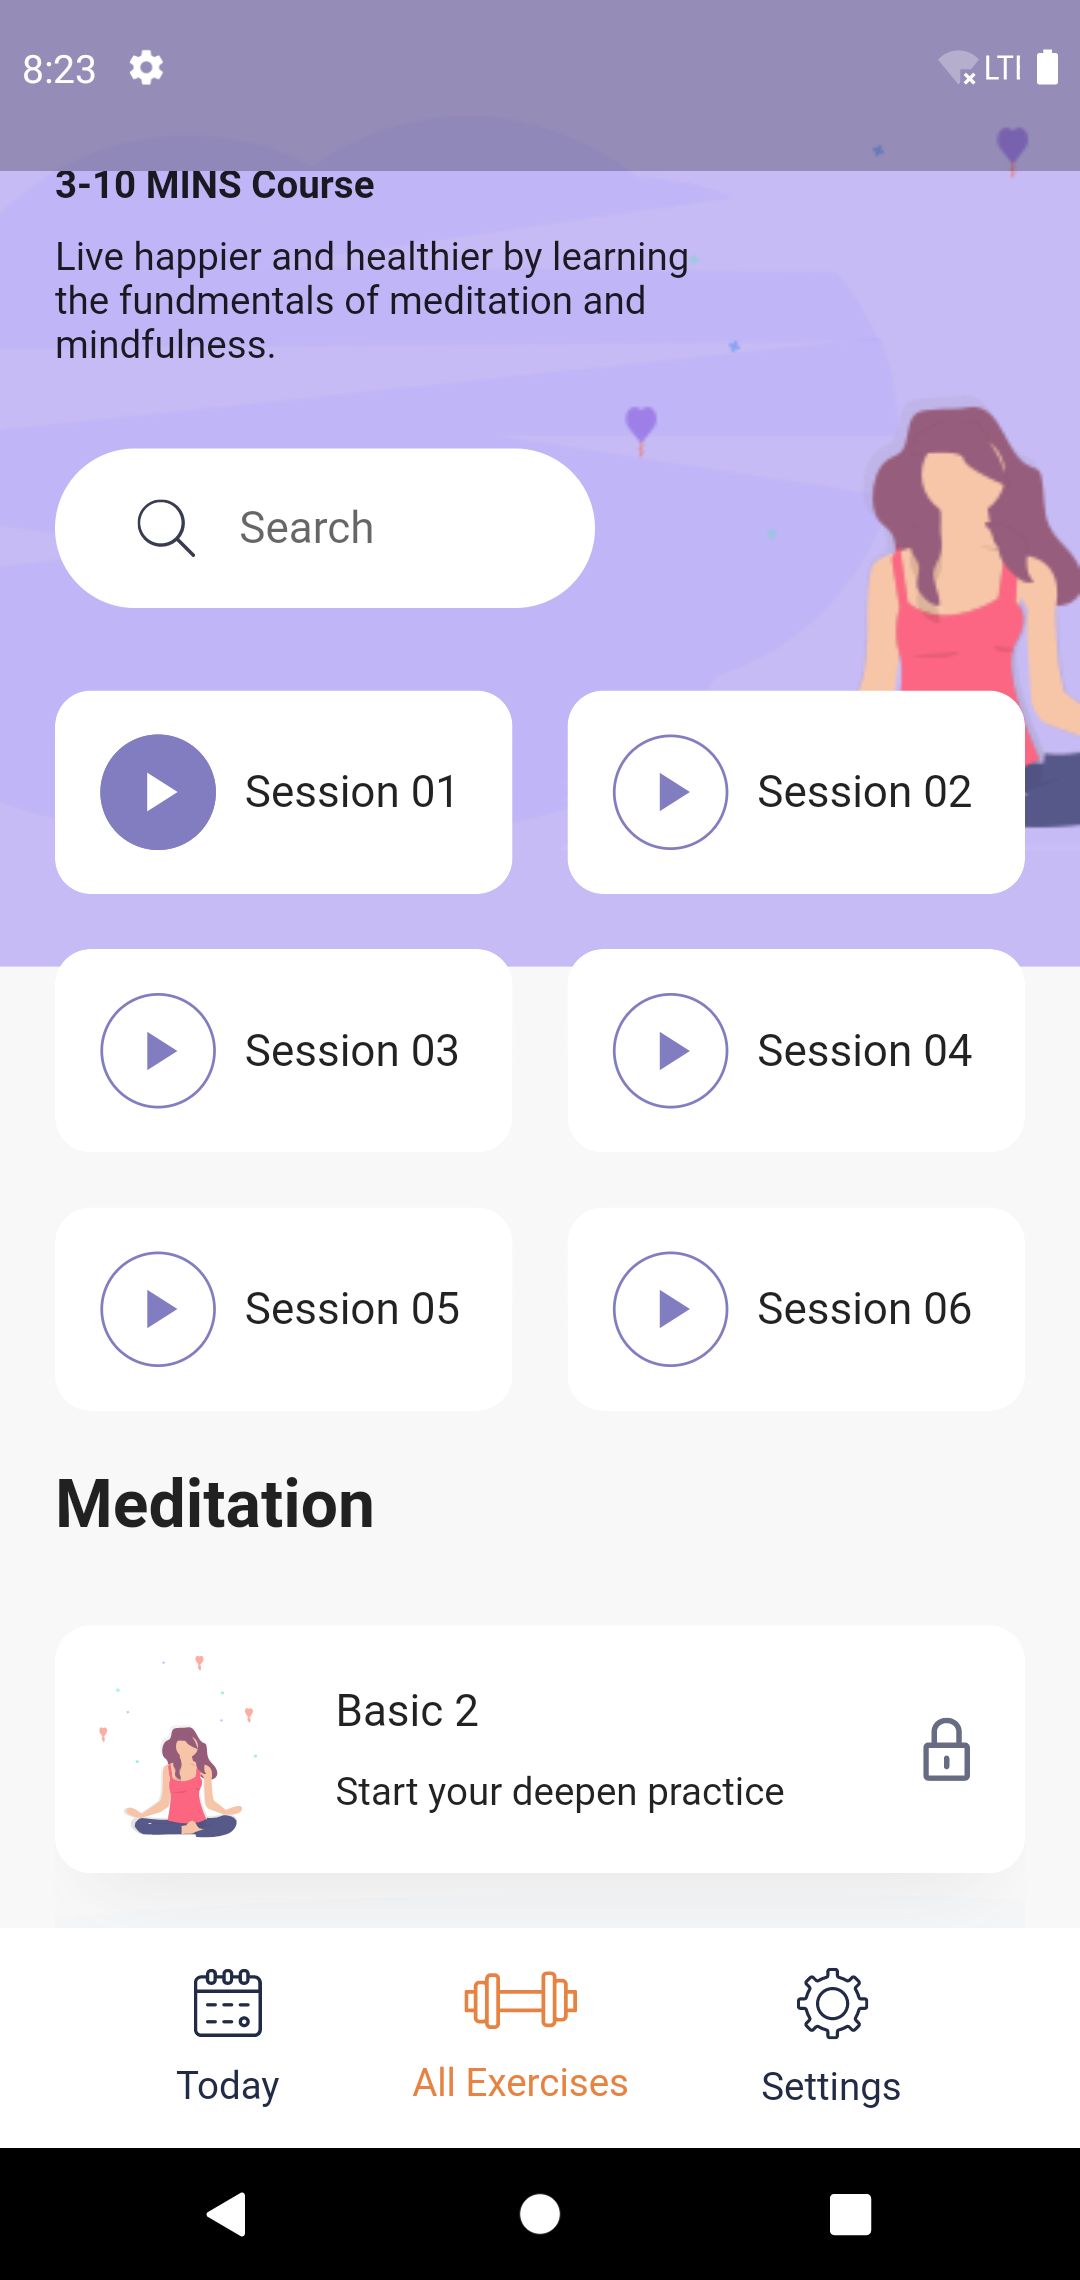 8:23
LTI
3-10 MINS Course
Live happier and healthier by learning
the fundmentals of meditation and
mindfulness.
Search
Session 01
Session 02
Session 03
Session 04
Session 05
Session 06
Meditation
Basic 2
Start your deepen practice
Today
All Exercises
Settings